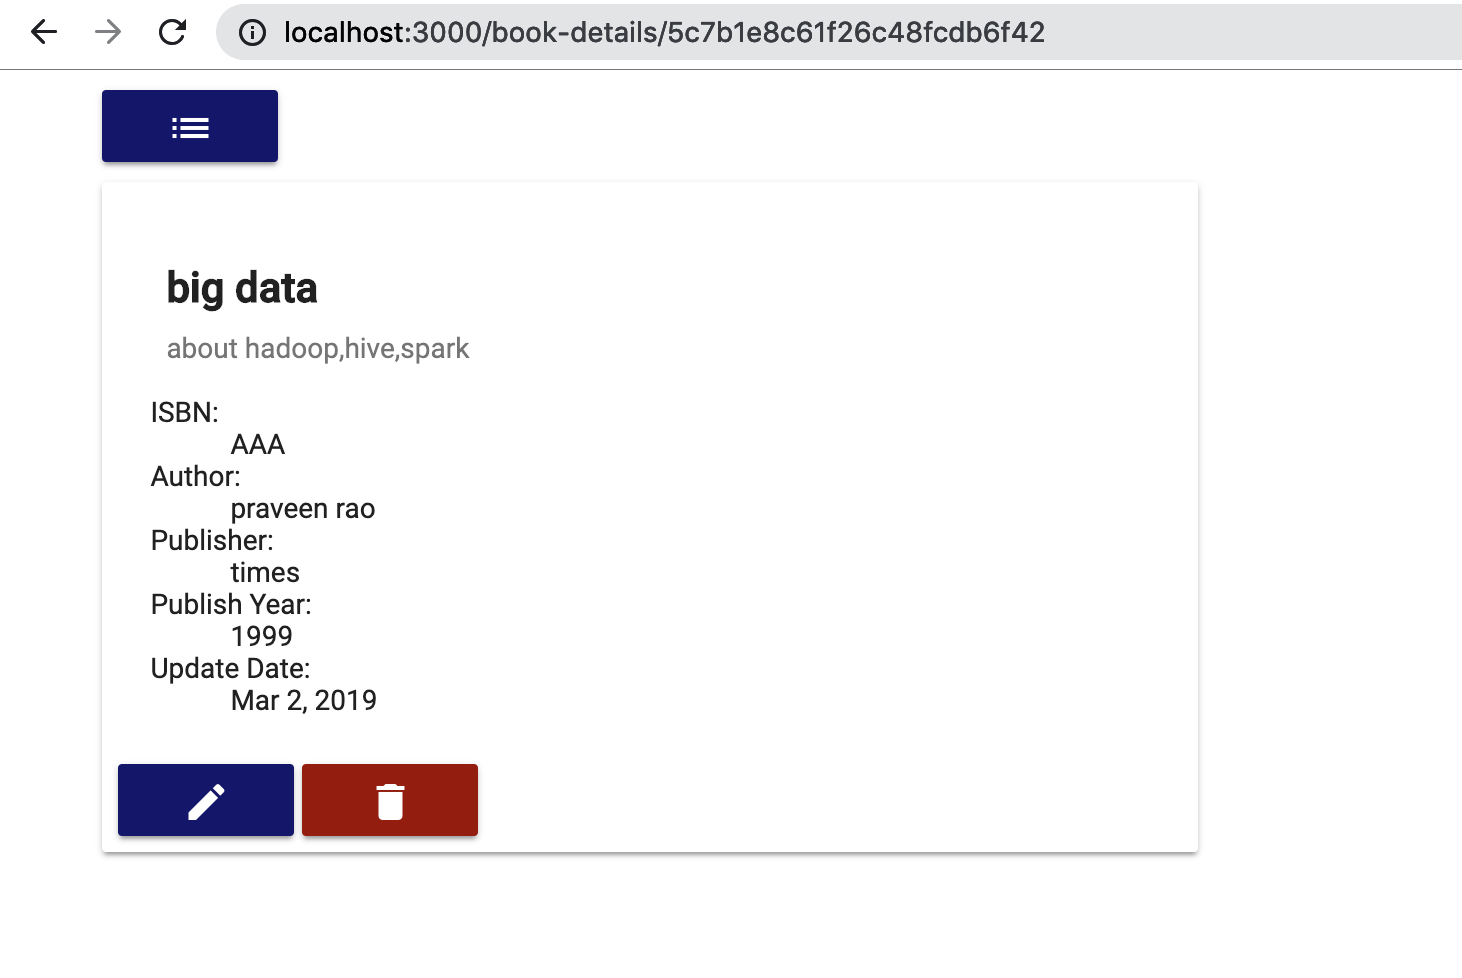 localhost:3000/book-details/5c7b1e8c61f26c48fcdb6f42
big data
about hadoop,hive,spark
ISBN:
AAA
Author:
praveen rao
Publisher:
times
Publish Year:
1999
Update Date:
Mar 2, 2019